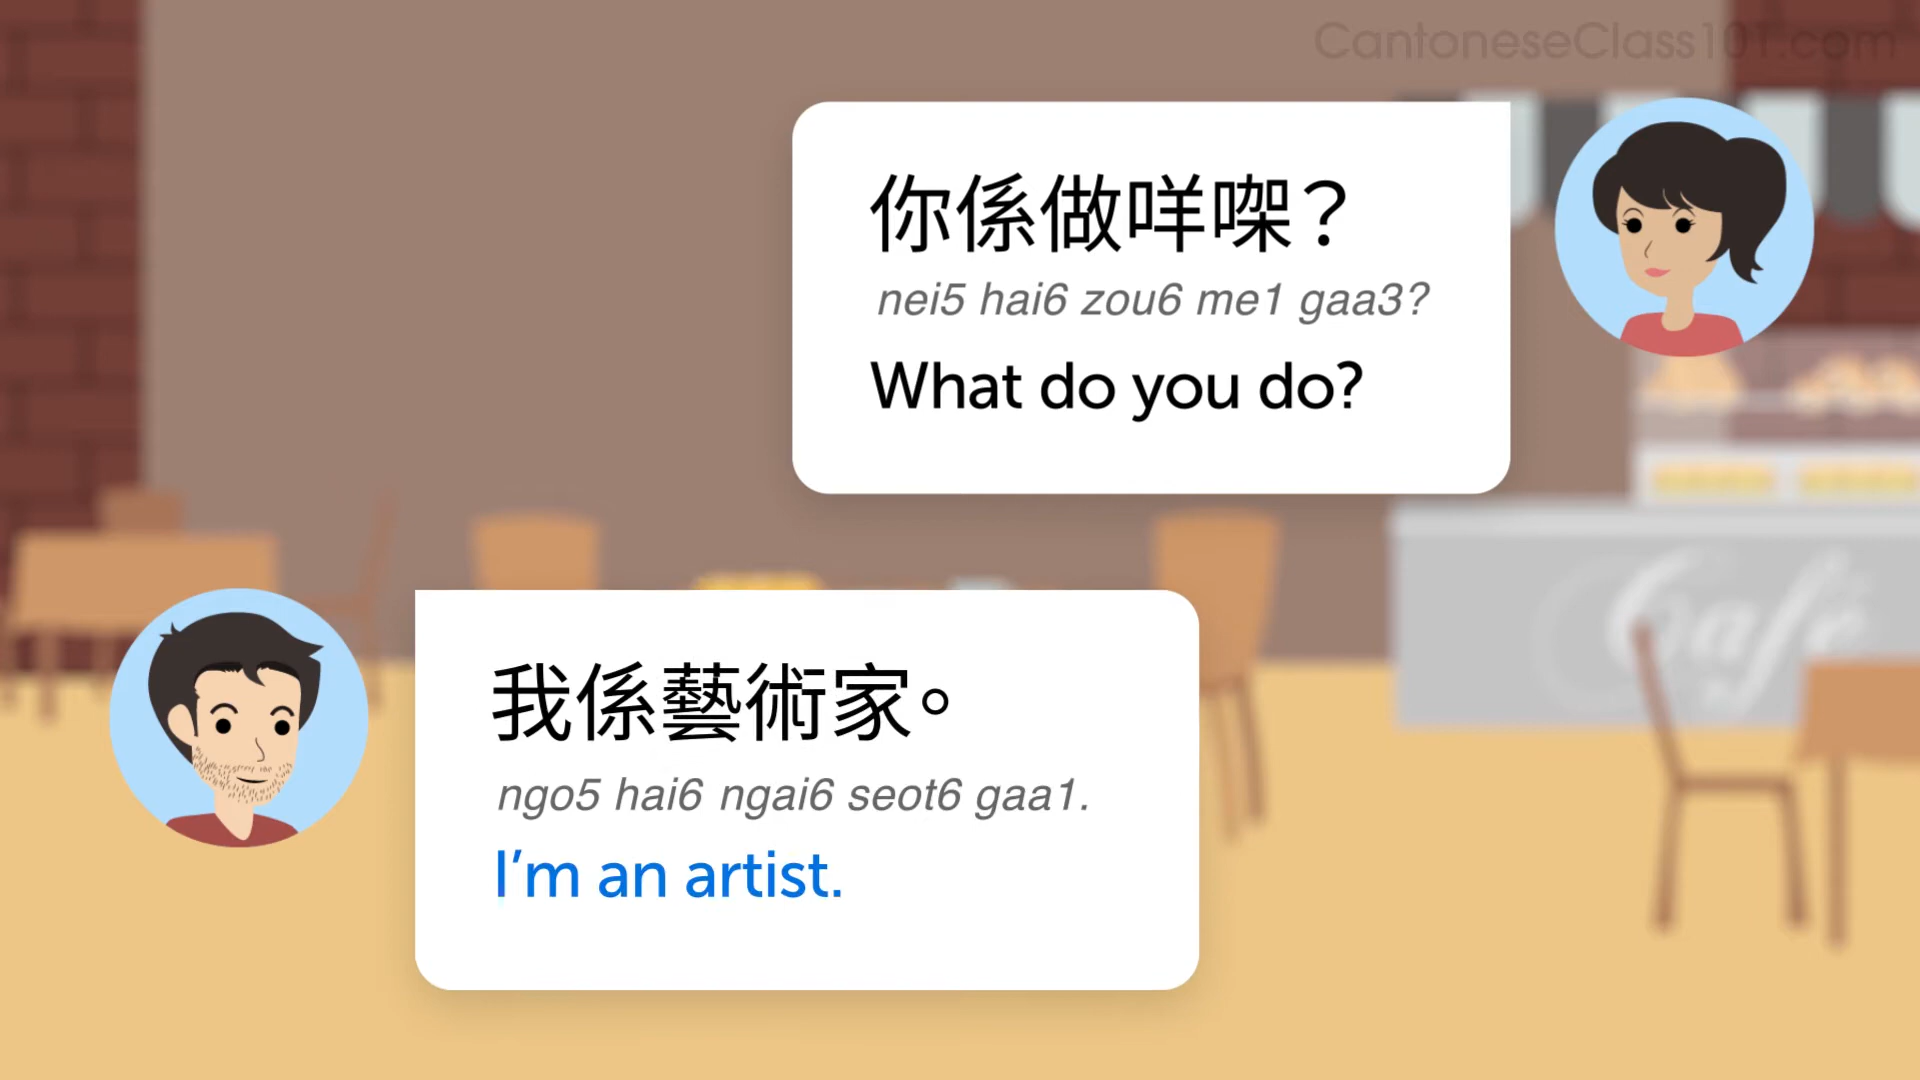 CantoneseClass101.com
你係做咩㗎？
nei5 hai6 zou6 me1 gaa3?
What do you do?
我係藝術家。
ngo5 hai6 ngai6 seot6 gaa1.
I’m an artist.
Café